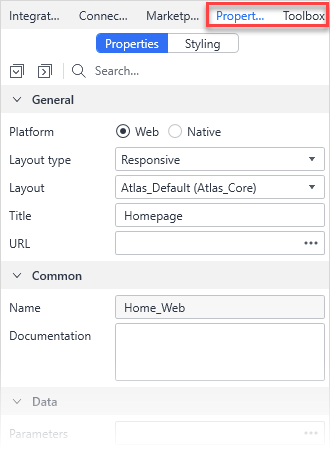 Integrat... Connec... Marketp... Propert... Toolbox
Properties Styling
Search...
General
Platform Web Native
Layout type Responsive
Layout Atlas_Default (Atlas_Core)
Title Homepage
URL ...
Common
Name Home_Web
Documentation
Data
Parameters ...